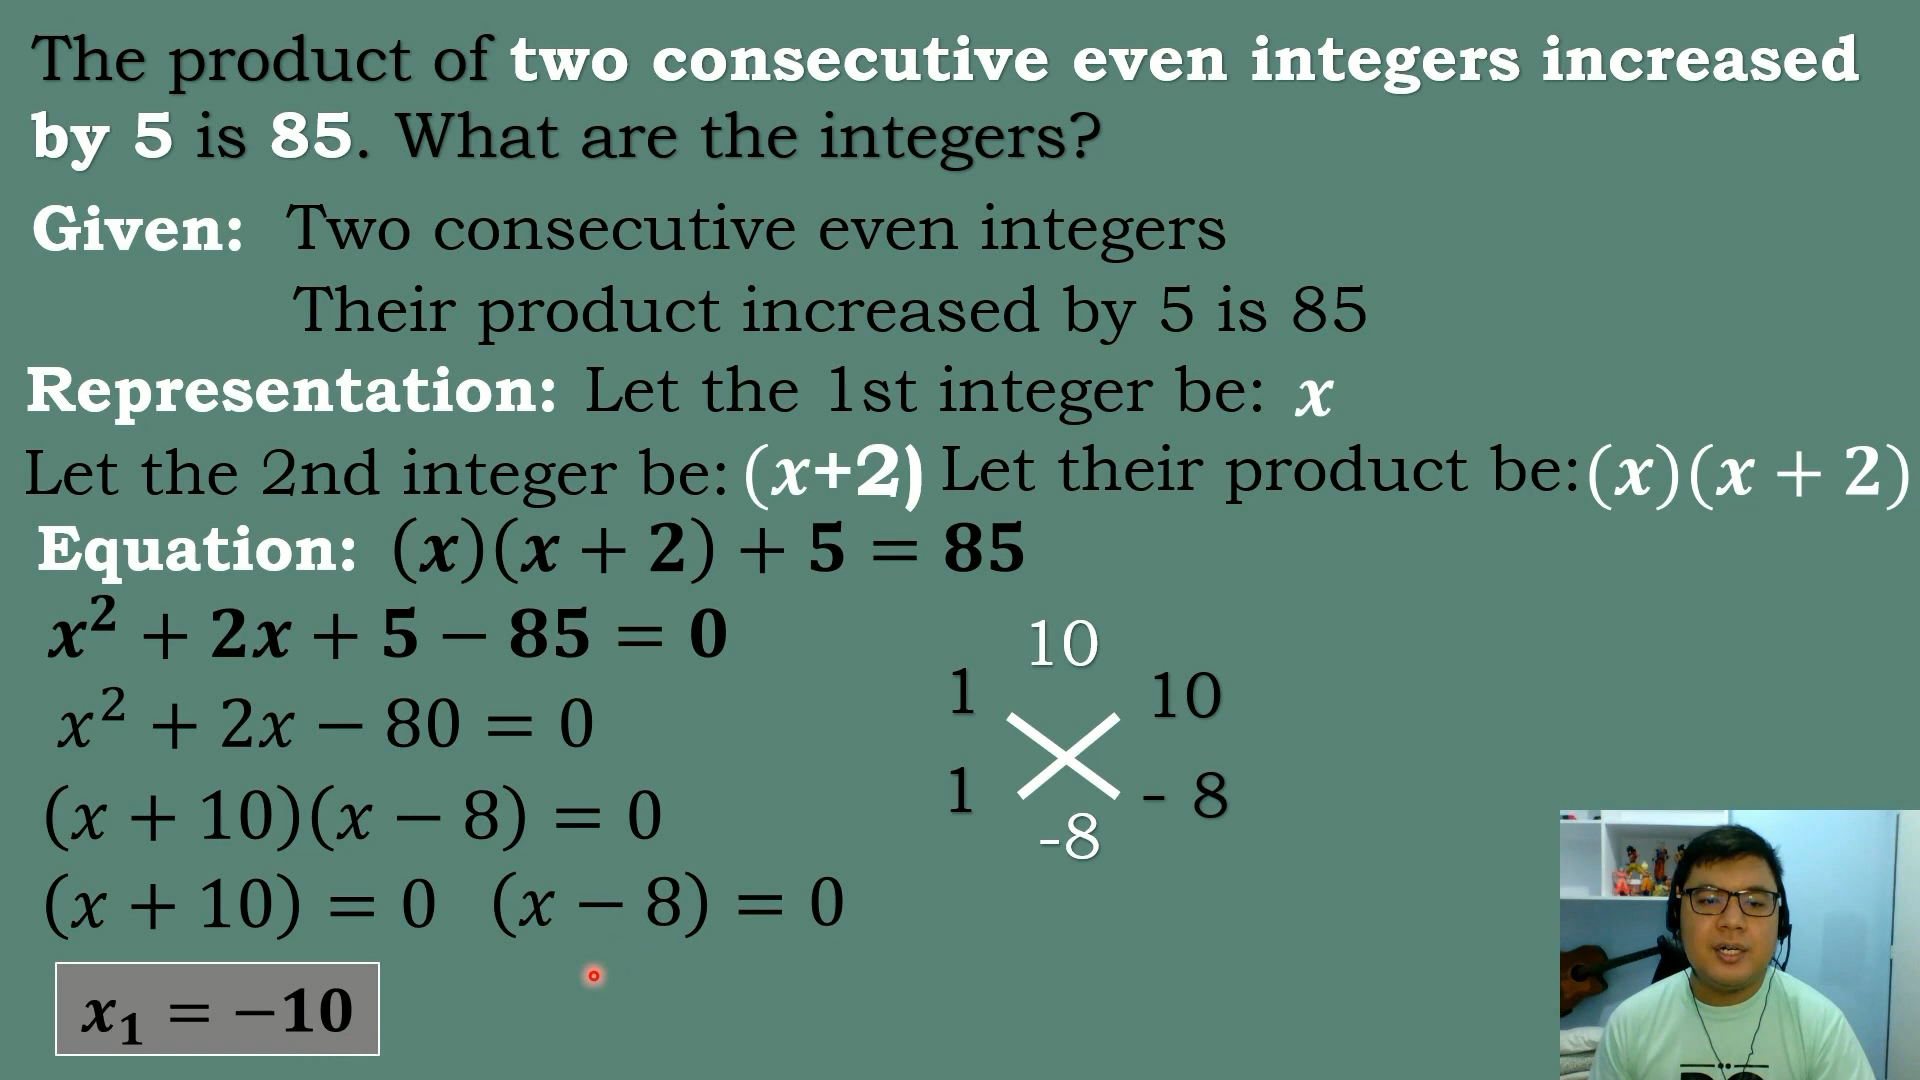 The product of two consecutive even integers increased
by 5 is 85. What are the integers?
Given: Two consecutive even integers
Their product increased by 5 is 85
Representation: Let the 1st integer be: x
Let the 2nd integer be: (x+2) Let their product be: (x)(x + 2)
Equation: (x)(x + 2) + 5 = 85
x² + 2x + 5 − 85 = 0
x² + 2x − 80 = 0
(x + 10)(x − 8) = 0
(x + 10) = 0 (x − 8) = 0
x₁ = −10
10
1 10
1 - 8
-8